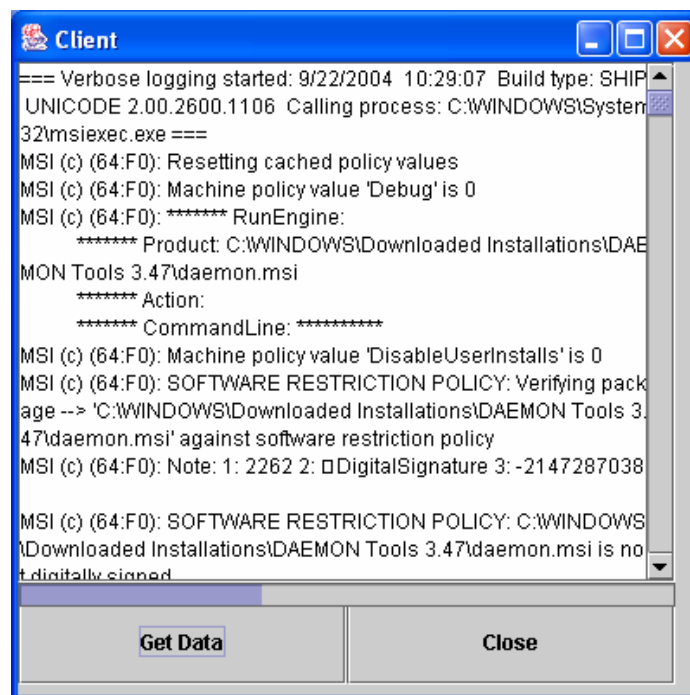 Client
=== Verbose logging started: 9/22/2004  10:29:07  Build type: SHIP
UNICODE 2.00.2600.1106  Calling process: C:\WINDOWS\System
32\msiexec.exe ===
MSI (c) (64:F0): Resetting cached policy values
MSI (c) (64:F0): Machine policy value 'Debug' is 0
MSI (c) (64:F0): ******* RunEngine:
******* Product: C:\WINDOWS\Downloaded Installations\DAE
MON Tools 3.47\daemon.msi
******* Action:
******* CommandLine: **********
MSI (c) (64:F0): Machine policy value 'DisableUserInstalls' is 0
MSI (c) (64:F0): SOFTWARE RESTRICTION POLICY: Verifying pack
age --> 'C:\WINDOWS\Downloaded Installations\DAEMON Tools 3.
47\daemon.msi' against software restriction policy
MSI (c) (64:F0): Note: 1: 2262 2: □DigitalSignature 3: -2147287038
MSI (c) (64:F0): SOFTWARE RESTRICTION POLICY: C:\WINDOWS
\Downloaded Installations\DAEMON Tools 3.47\daemon.msi is no
t digitally signed
Get Data
Close